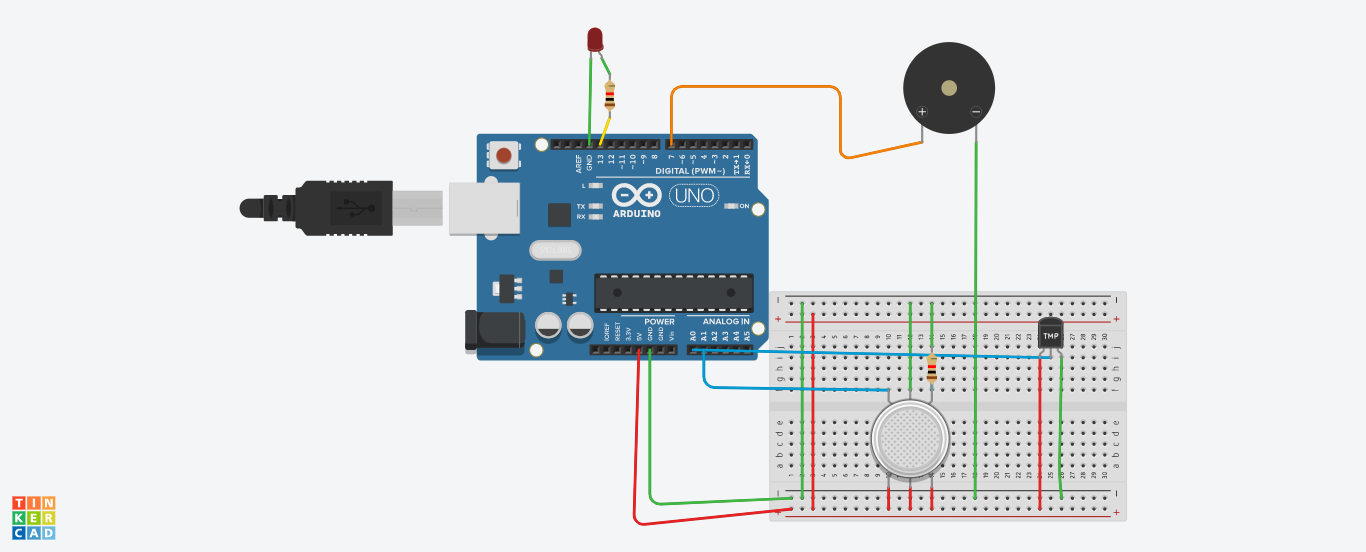 + −
AREF
GND
13
12
~11
~10
~9
8
7
~6
~5
4
~3
2
TX→1
RX←0
DIGITAL (PWM~)
L
TX
RX
ARDUINO
UNO
ON
POWER
ANALOG IN
IOREF
RESET
3.3V
5V
GND
GND
Vin
A0
A1
A2
A3
A4
A5
TMP
j
i
h
g
f
e
d
c
b
a
TIN
KER
CAD